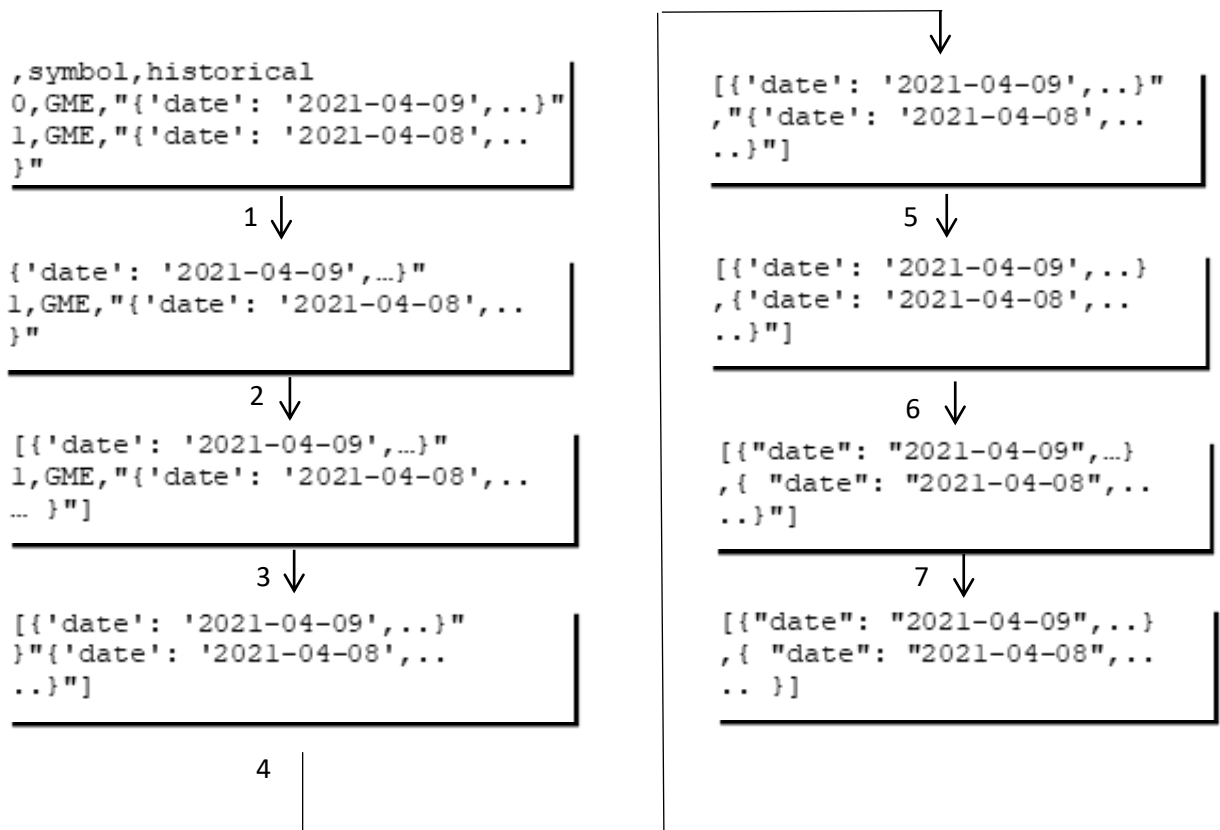 ,symbol,historical
0,GME,"{'date': '2021-04-09',..}"
1,GME,"{'date': '2021-04-08',..
}"
1
{'date': '2021-04-09',…}"
1,GME,"{'date': '2021-04-08',..
}"
2
[{'date': '2021-04-09',…}"
1,GME,"{'date': '2021-04-08',..
… }"]
3
[{'date': '2021-04-09',..}"
}"{'date': '2021-04-08',..
..}"]
4
[{'date': '2021-04-09',..}"
,"{'date': '2021-04-08',..
..}"]
5
[{'date': '2021-04-09',..}
,{'date': '2021-04-08',..
..}"]
6
[{"date": "2021-04-09",…}
,{ "date": "2021-04-08",..
..}"]
7
[{"date": "2021-04-09",..}
,{ "date": "2021-04-08",..
.. }]